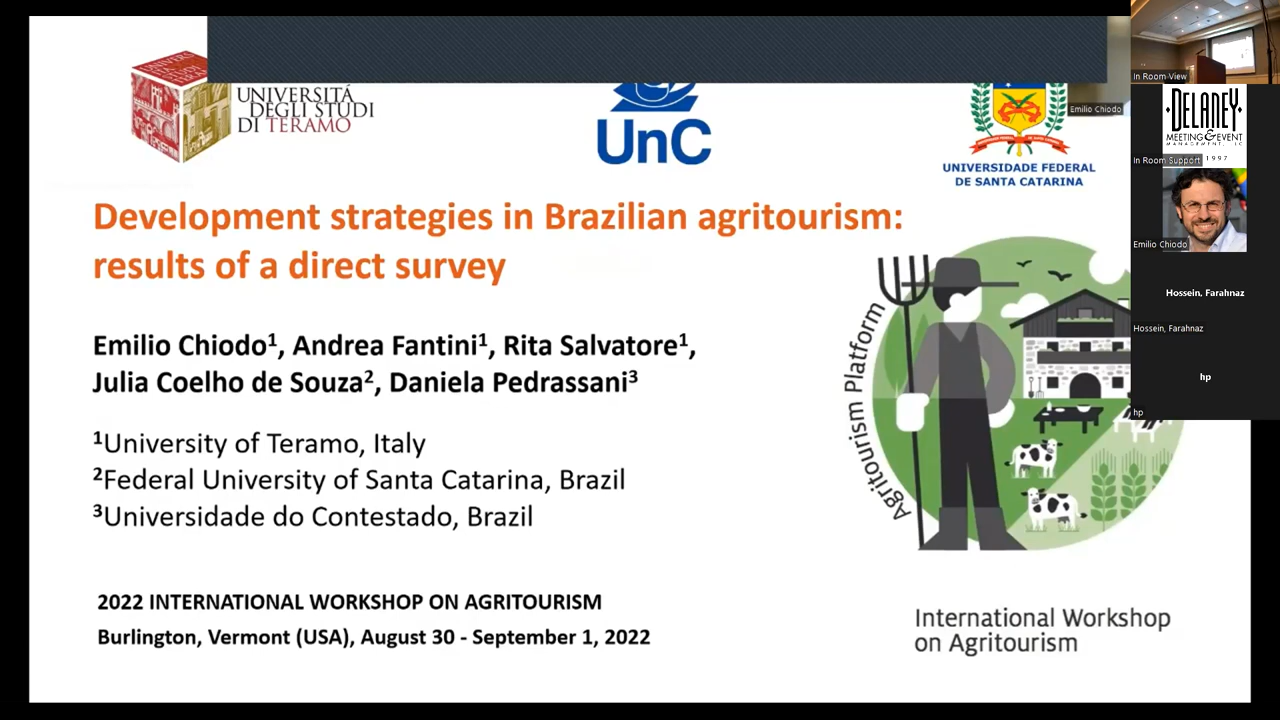 UNIVERSITÁ
DEGLI STUDI
DI TERAMO
UnC
UNIVERSIDADE FEDERAL
DE SANTA CATARINA
Development strategies in Brazilian agritourism:
results of a direct survey
Emilio Chiodo¹, Andrea Fantini¹, Rita Salvatore¹,
Julia Coelho de Souza², Daniela Pedrassani³
¹University of Teramo, Italy
²Federal University of Santa Catarina, Brazil
³Universidade do Contestado, Brazil
2022 INTERNATIONAL WORKSHOP ON AGRITOURISM
Burlington, Vermont (USA), August 30 - September 1, 2022
Agritourism Platform
International Workshop
on Agritourism
Emilio Chiodo
In Room View
DELANEY
MEETING & EVENT
MANAGEMENT, LLC
1997
In Room Support
Emilio Chiodo
Hossein, Farahnaz
Hossein, Farahnaz
hp
hp